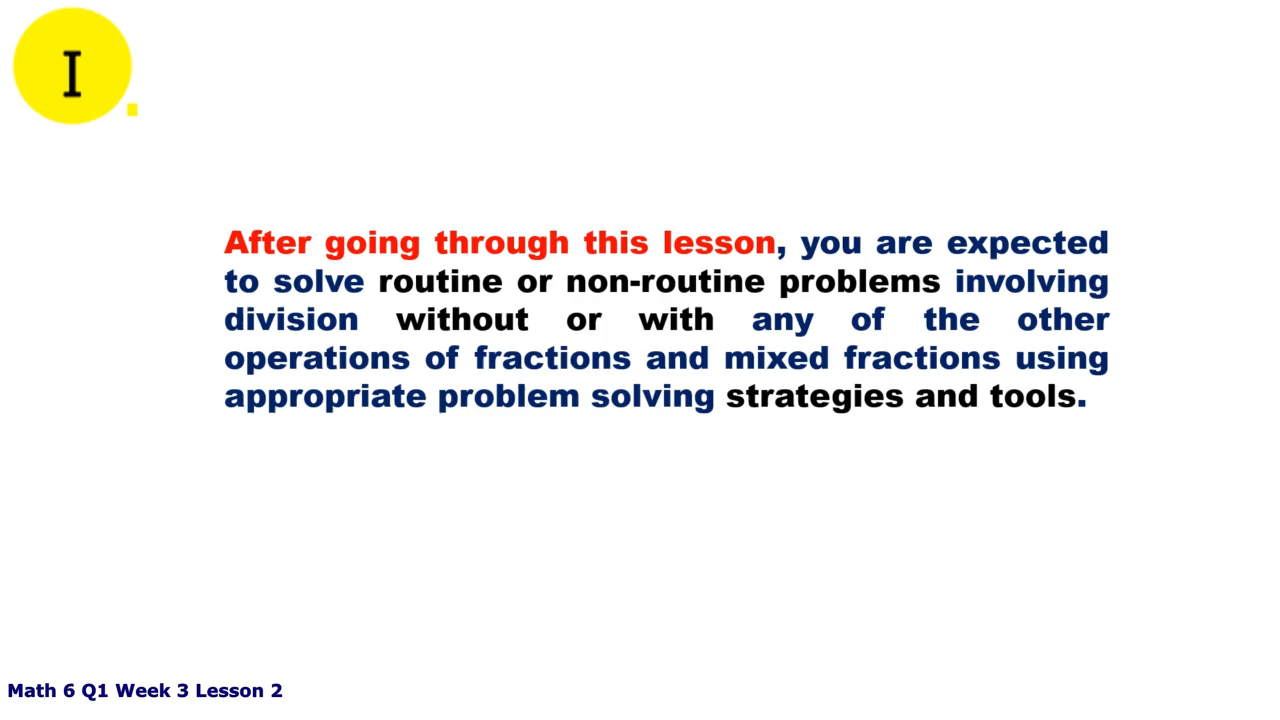 I
After going through this lesson, you are expected
to solve routine or non-routine problems involving
division without or with any of the other
operations of fractions and mixed fractions using
appropriate problem solving strategies and tools.
Math 6 Q1 Week 3 Lesson 2